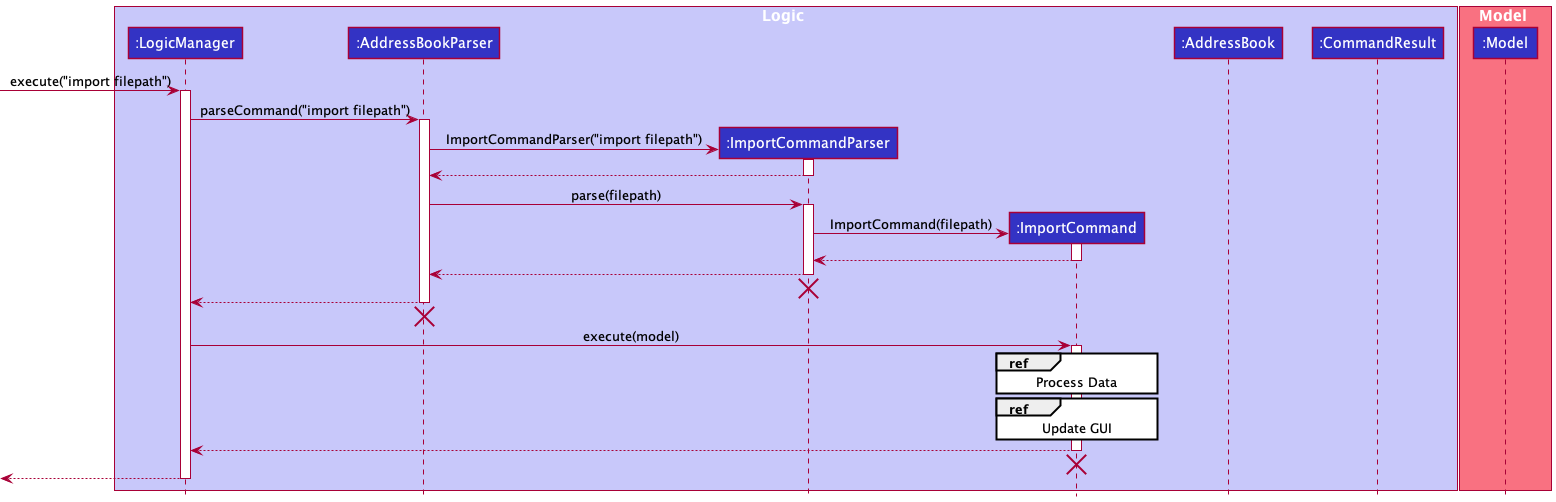 Logic
Model
:LogicManager
:AddressBookParser
:AddressBook
:CommandResult
:Model
execute("import filepath")
parseCommand("import filepath")
ImportCommandParser("import filepath")
:ImportCommandParser
parse(filepath)
ImportCommand(filepath)
:ImportCommand
execute(model)
ref
Process Data
ref
Update GUI